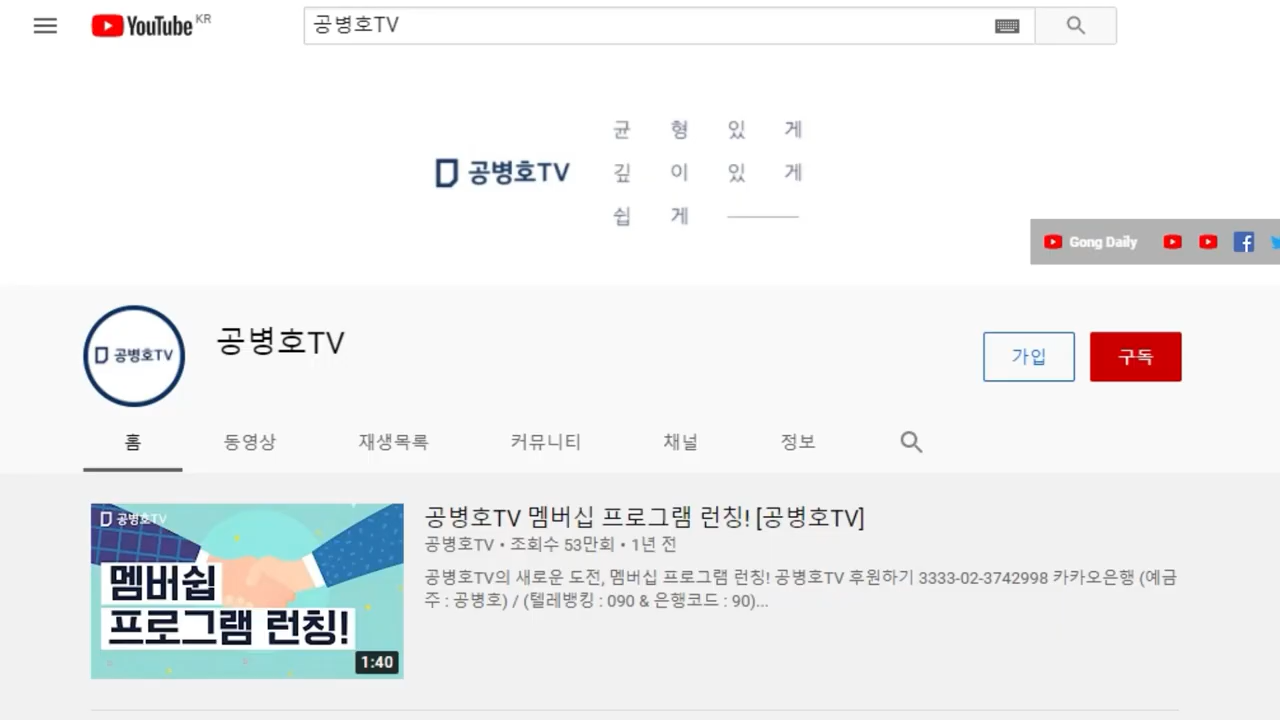 YouTube KR
공병호TV
균 형 있 게
공병호TV
깊 이 있 게
쉽 게
Gong Daily
공병호TV
공병호TV
가입
구독
홈
동영상
재생목록
커뮤니티
채널
정보
공병호TV
멤버쉽
프로그램 런칭!
1:40
공병호TV 멤버십 프로그램 런칭! [공병호TV]
공병호TV • 조회수 53만회 • 1년 전
공병호TV의 새로운 도전, 멤버십 프로그램 런칭! 공병호TV 후원하기 3333-02-3742998 카카오은행 (예금
주 : 공병호) / (텔레뱅킹 : 090 & 은행코드 : 90)...